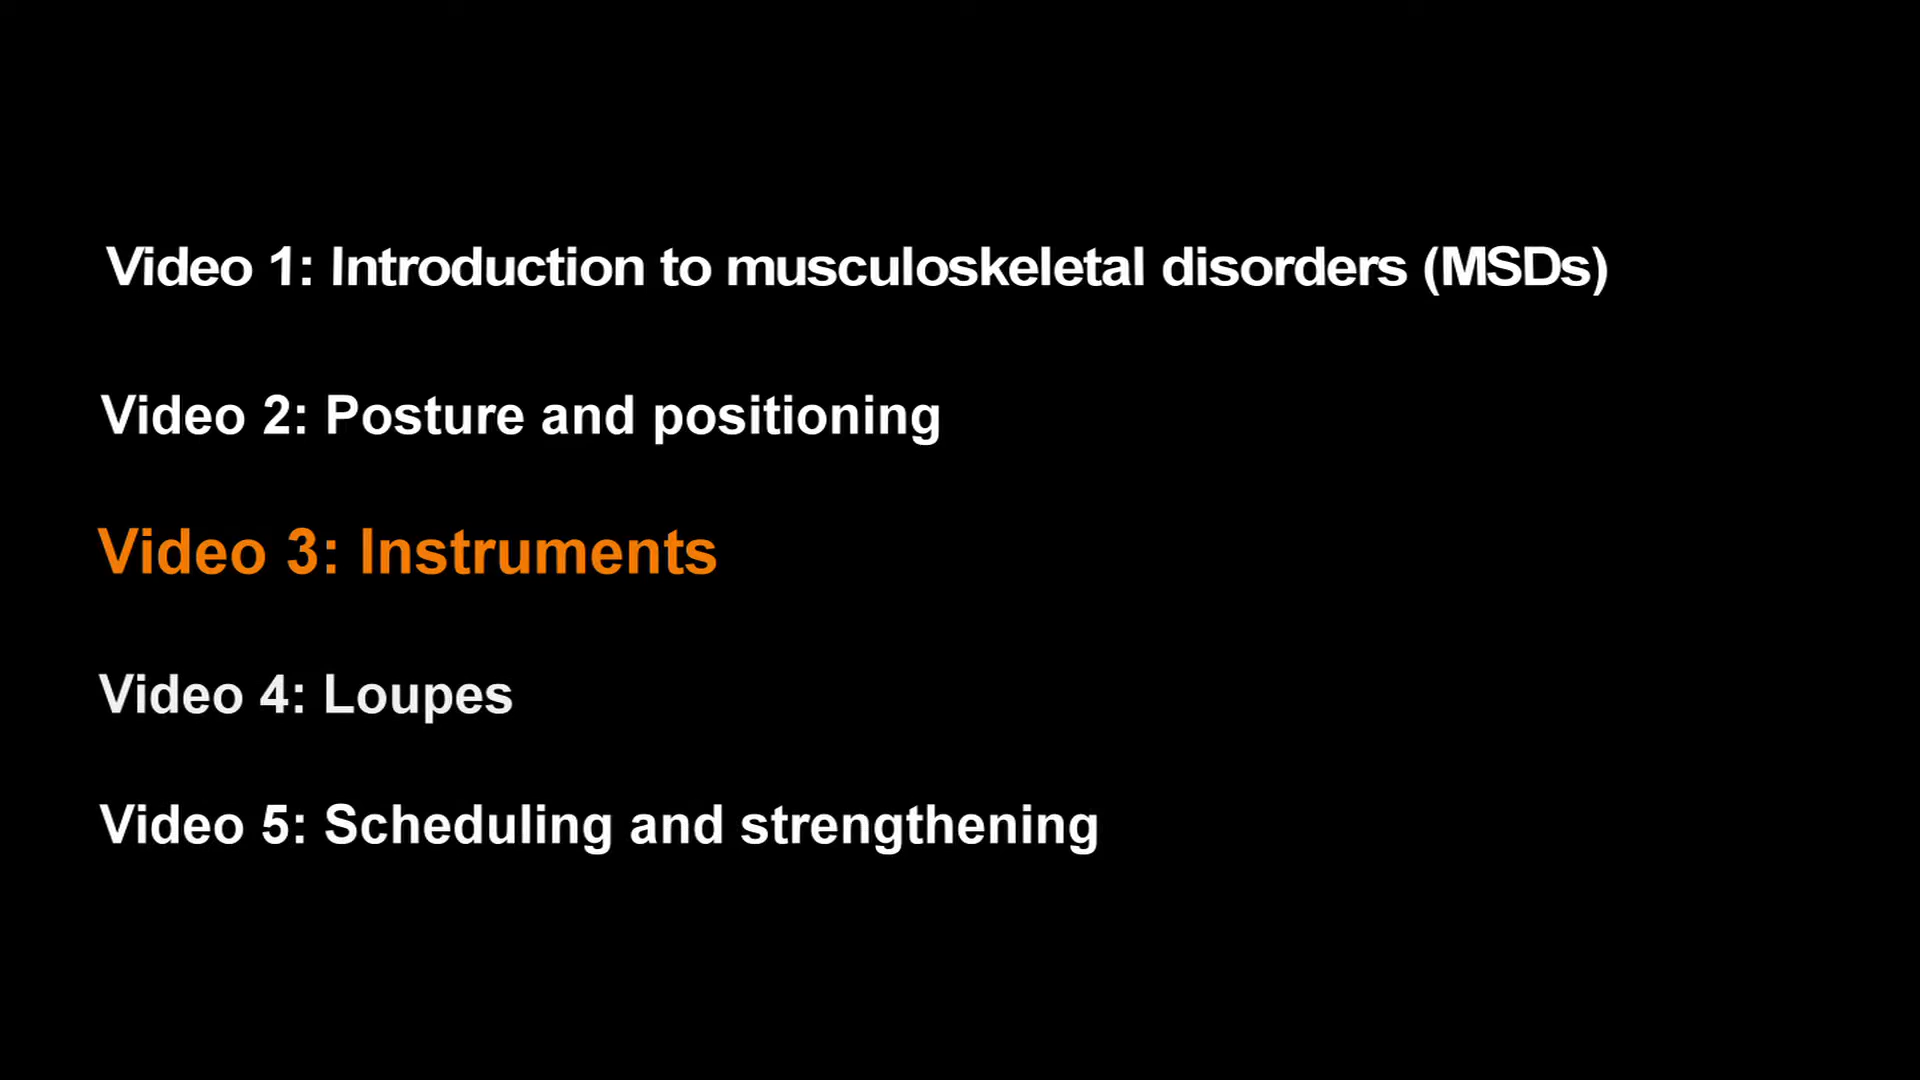 Video 1: Introduction to musculoskeletal disorders (MSDs)
Video 2: Posture and positioning
Video 3: Instruments
Video 4: Loupes
Video 5: Scheduling and strengthening